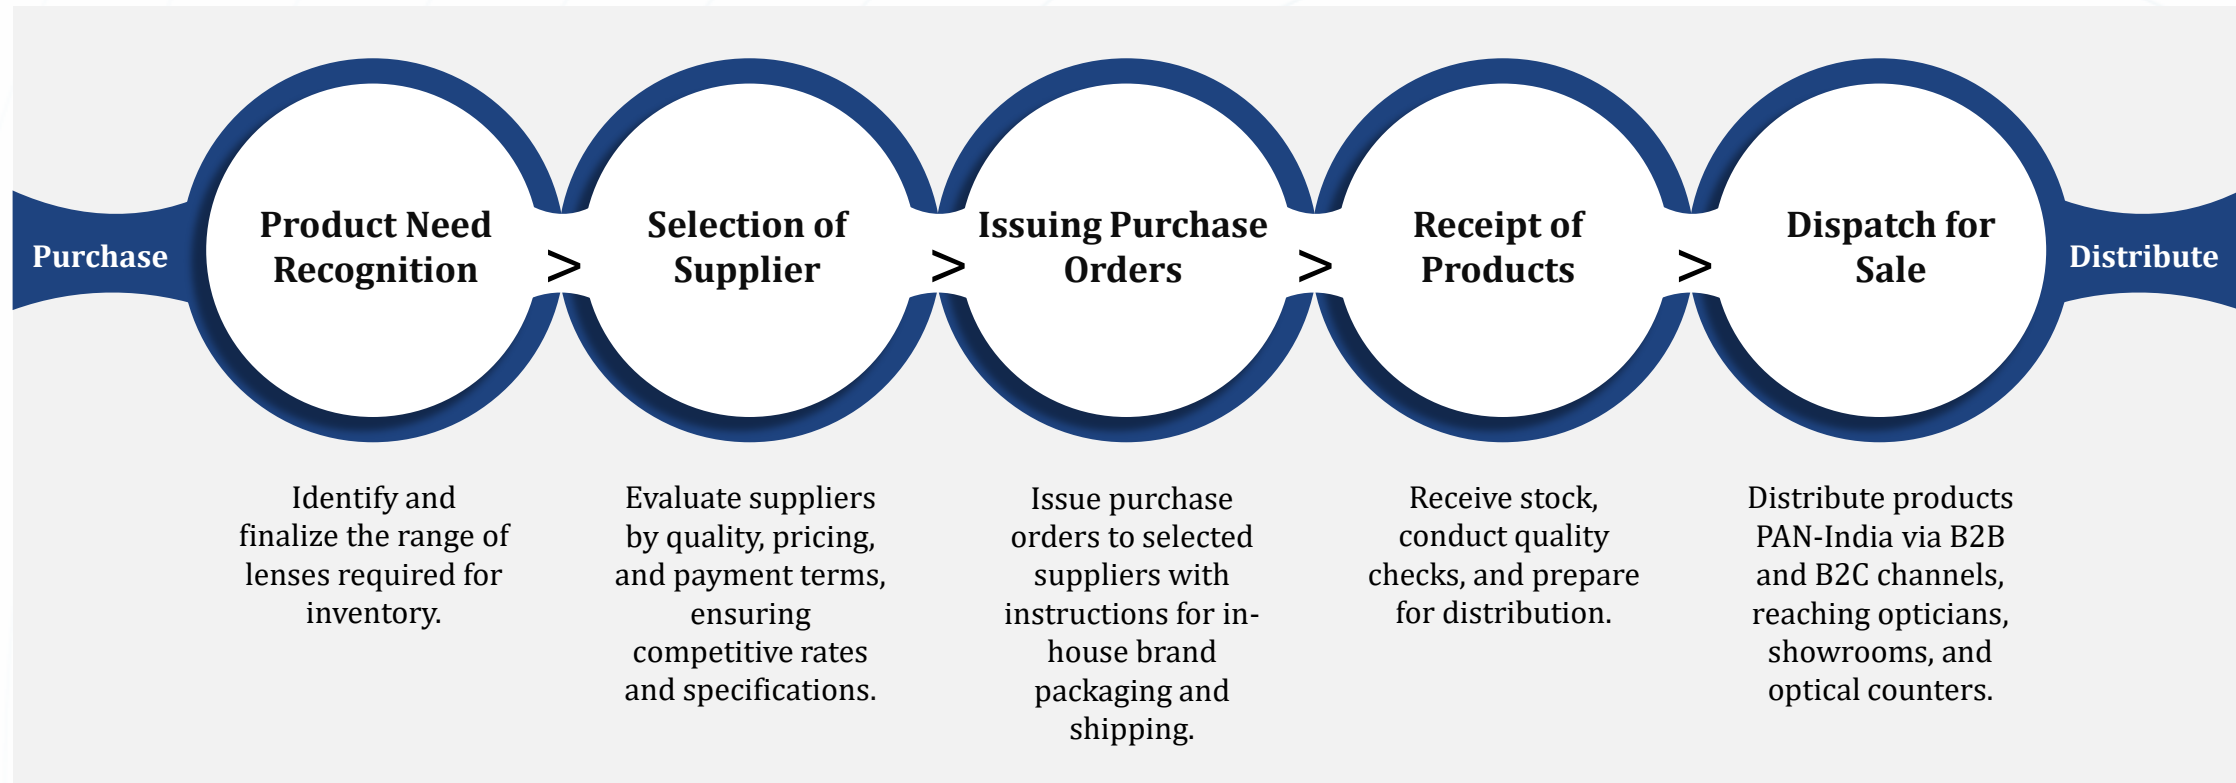 Purchase
Product Need
Recognition
>
Selection of
Supplier
>
Issuing Purchase
Orders
>
Receipt of
Products
>
Dispatch for
Sale
Distribute
Identify and
finalize the range of
lenses required for
inventory.
Evaluate suppliers
by quality, pricing,
and payment terms,
ensuring
competitive rates
and specifications.
Issue purchase
orders to selected
suppliers with
instructions for in-
house brand
packaging and
shipping.
Receive stock,
conduct quality
checks, and prepare
for distribution.
Distribute products
PAN-India via B2B
and B2C channels,
reaching opticians,
showrooms, and
optical counters.